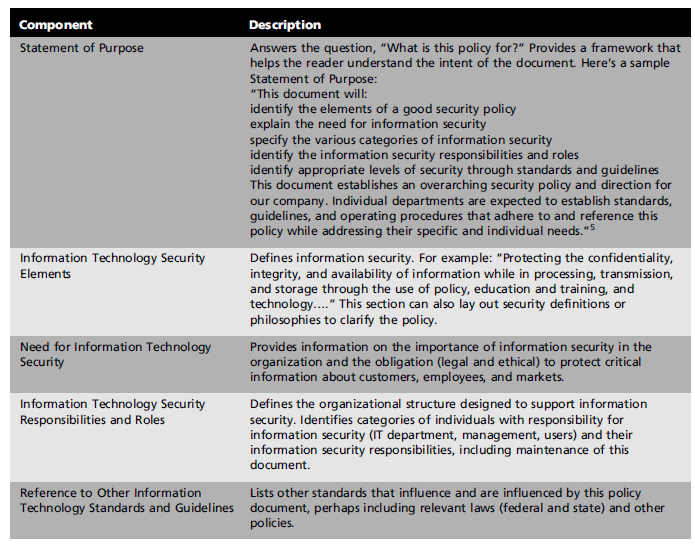 Component Description
Statement of Purpose
Answers the question, “What is this policy for?” Provides a framework that
helps the reader understand the intent of the document. Here’s a sample
Statement of Purpose:
“This document will:
identify the elements of a good security policy
explain the need for information security
specify the various categories of information security
identify the information security responsibilities and roles
identify appropriate levels of security through standards and guidelines
This document establishes an overarching security policy and direction for
our company. Individual departments are expected to establish standards,
guidelines, and operating procedures that adhere to and reference this
policy while addressing their specific and individual needs.”5
Information Technology Security
Elements
Defines information security. For example: “Protecting the confidentiality,
integrity, and availability of information while in processing, transmission,
and storage through the use of policy, education and training, and
technology....” This section can also lay out security definitions or
philosophies to clarify the policy.
Need for Information Technology
Security
Provides information on the importance of information security in the
organization and the obligation (legal and ethical) to protect critical
information about customers, employees, and markets.
Information Technology Security
Responsibilities and Roles
Defines the organizational structure designed to support information
security. Identifies categories of individuals with responsibility for
information security (IT department, management, users) and their
information security responsibilities, including maintenance of this
document.
Reference to Other Information
Technology Standards and Guidelines
Lists other standards that influence and are influenced by this policy
document, perhaps including relevant laws (federal and state) and other
policies.